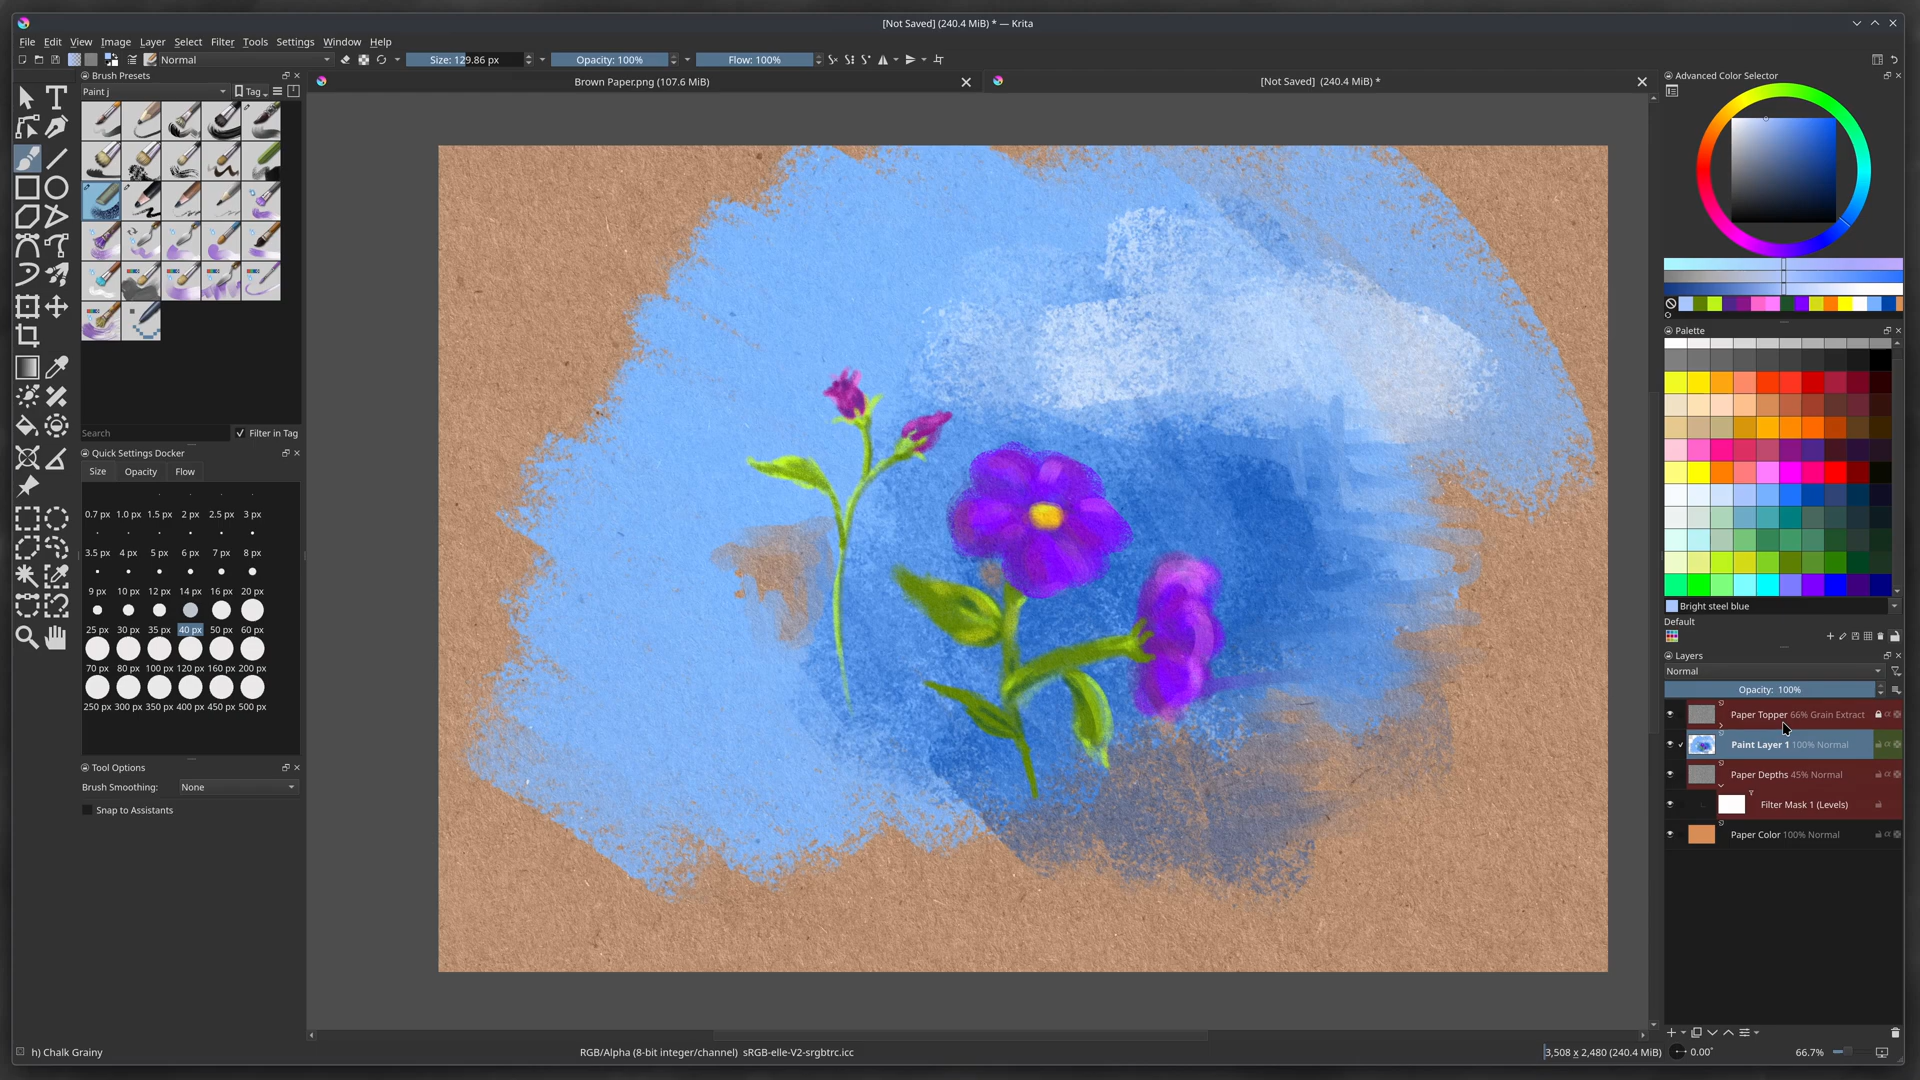 [Not Saved] (240.4 MiB) * — Krita
File Edit View Image Layer Select Filter Tools Settings Window Help
Normal
Size: 129.86 px
Opacity: 100%
Flow: 100%
Brush Presets
Brown Paper.png (107.6 MiB)
[Not Saved] (240.4 MiB) *
Advanced Color Selector
Paint j
Tag
Search
Filter in Tag
Quick Settings Docker
Size Opacity Flow
0.7 px 1.0 px 1.5 px 2 px 2.5 px 3 px
3.5 px 4 px 5 px 6 px 7 px 8 px
9 px 10 px 12 px 14 px 16 px 20 px
25 px 30 px 35 px 40 px 50 px 60 px
70 px 80 px 100 px 120 px 160 px 200 px
250 px 300 px 350 px 400 px 450 px 500 px
Tool Options
Brush Smoothing: None
Snap to Assistants
Palette
Bright steel blue
Default
Layers
Normal
Opacity: 100%
Paper Topper 66% Grain Extract
Paint Layer 1 100% Normal
Paper Depths 45% Normal
Filter Mask 1 (Levels)
Paper Color 100% Normal
h) Chalk Grainy
RGB/Alpha (8-bit integer/channel) sRGB-elle-V2-srgbtrc.icc
3,508 x 2,480 (240.4 MiB)
0.00°
66.7%